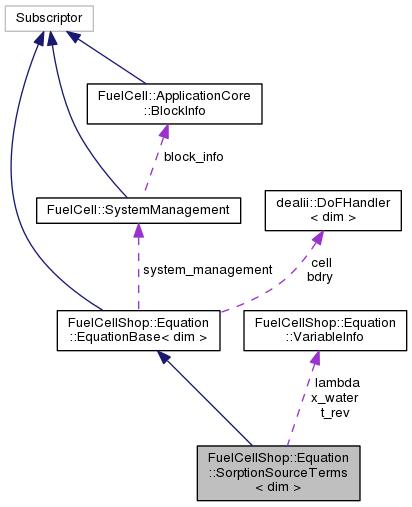 Subscriptor
FuelCell::ApplicationCore
::BlockInfo
block_info
FuelCell::SystemManagement
dealii::DoFHandler
< dim >
system_management
cell
bdry
FuelCellShop::Equation
::EquationBase< dim >
FuelCellShop::Equation
::VariableInfo
lambda
x_water
t_rev
FuelCellShop::Equation
::SorptionSourceTerms
< dim >